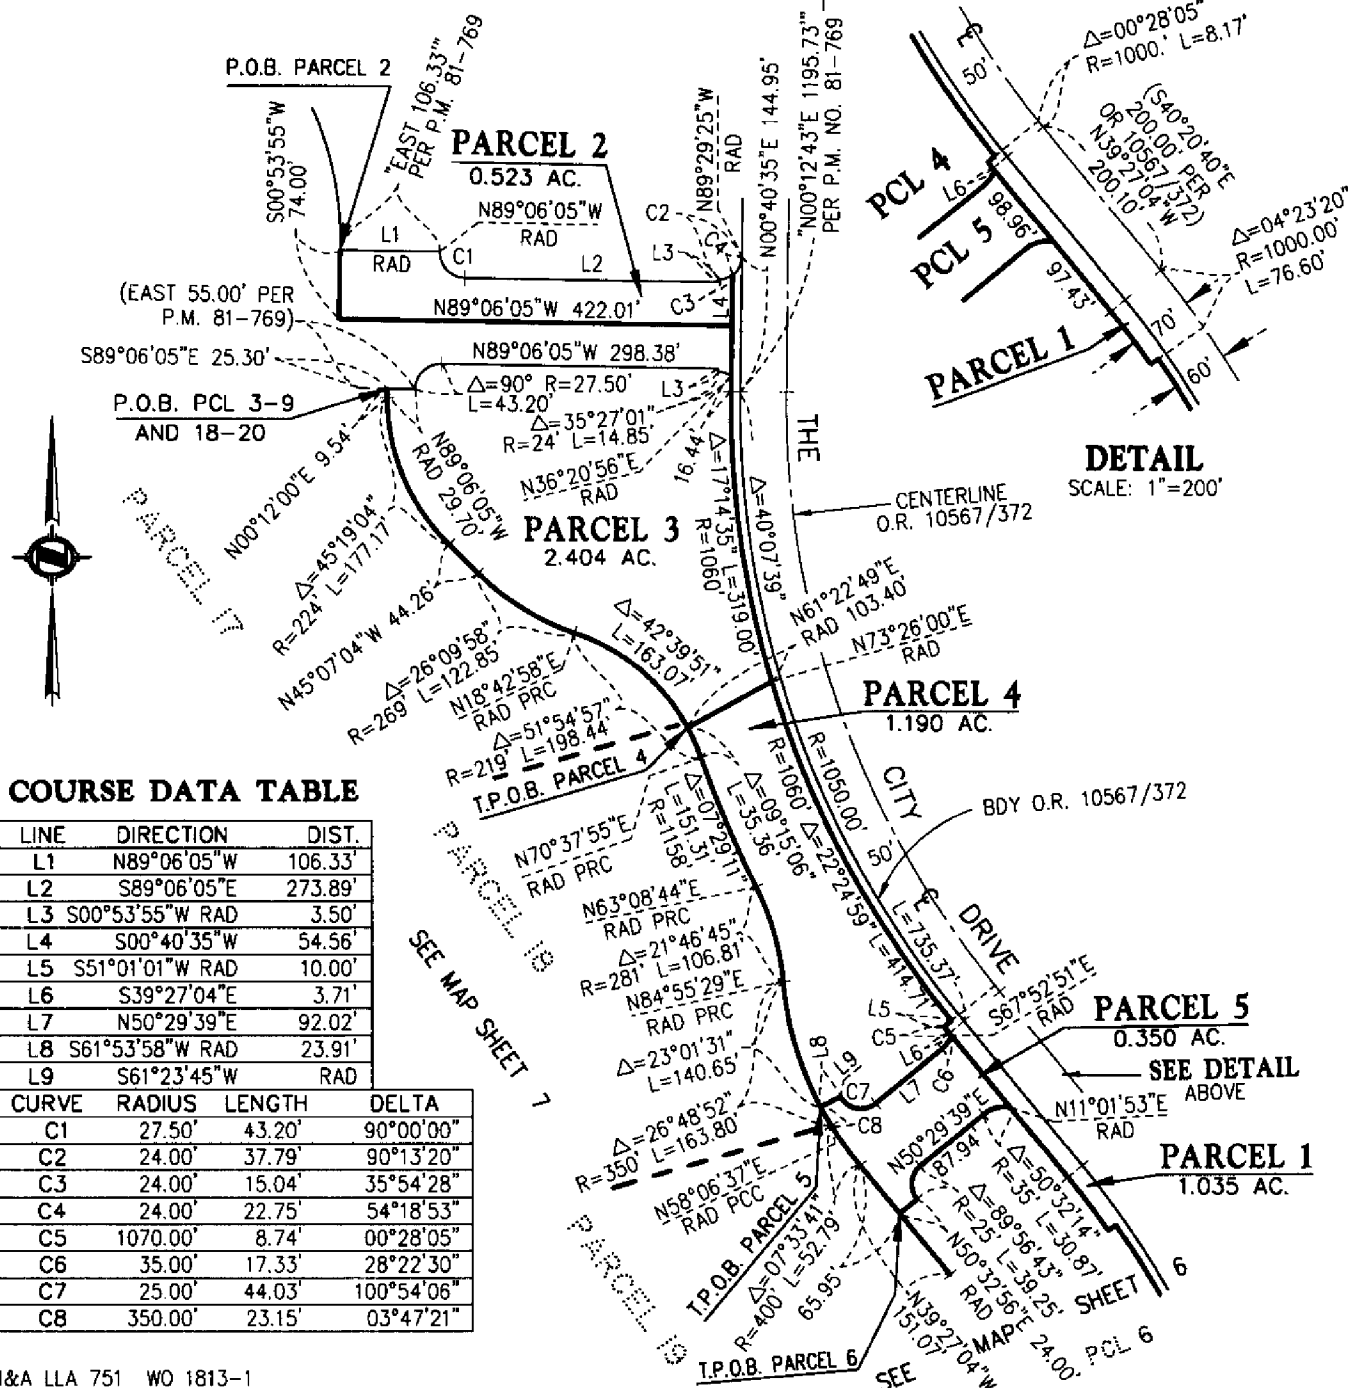 P.O.B. PARCEL 2
S00°53'55"W
74.00'
"EAST 106.33'"
PER P.M. 81-769
PARCEL 2
0.523 AC.
N89°06'05"W
RAD
L1
RAD
C1
L2
L3
C2
C4
C3
L4
N89°29'25"W
RAD
N00°40'35"E 144.95'
"N00°12'43"E 1195.73'"
PER P.M. NO. 81-769
N89°06'05"W 422.01'
(EAST 55.00' PER
P.M. 81-769)
S89°06'05"E 25.30'
P.O.B. PCL 3-9
AND 18-20
N89°06'05"W 298.38'
Δ=90° R=27.50'
L=43.20'
L3
Δ=35°27'01"
R=24' L=14.85'
N36°20'56"E
RAD
16.44'
N00°12'00"E 9.54'
N89°06'05"W
RAD 29.70'
PARCEL 3
2.404 AC.
Δ=17°14'35" L=319.00'
R=1060'
Δ=40°07'39"
THE
CENTERLINE
O.R. 10567/372
PARCEL 17
Δ=45°19'04"
R=224' L=177.17'
N45°07'04"W 44.26'
Δ=26°09'58"
R=269' L=122.85'
N18°42'58"E
RAD PRC
Δ=51°54'57"
R=219' L=198.44'
Δ=42°39'51"
L=163.07'
N61°22'49"E
RAD 103.40'
N73°26'00"E
RAD
PARCEL 4
1.190 AC.
T.P.O.B. PARCEL 4
R=1060' Δ=22°24'59" L=414.71'
R=1050.00'
L=735.37'
CITY
50'
℄
DRIVE
BDY O.R. 10567/372
N70°37'55"E
RAD PRC
Δ=07°29'11"
L=151.31'
R=1158'
Δ=09°15'06"
L=35.36'
N63°08'44"E
RAD PRC
Δ=21°46'45"
R=281' L=106.81'
N84°55'29"E
RAD PRC
Δ=23°01'31"
L=140.65'
Δ=26°48'52"
R=350' L=163.80'
N58°06'37"E
RAD PCC
PARCEL 18
SEE MAP SHEET 7
L5
C5
L6
C6
L7
L9
C7
C8
S67°52'51"E
RAD
PARCEL 5
0.350 AC.
SEE DETAIL
ABOVE
N11°01'53"E
RAD
PARCEL 1
1.035 AC.
N50°29'39"E
87.94'
Δ=50°32'14"
R=35' L=30.87'
Δ=89°56'43"
R=25' L=39.25'
N50°32'56"E 24.00'
RAD
T.P.O.B. PARCEL 5
Δ=07°33'41"
R=400' L=52.79'
65.95'
N39°27'04"W
151.07'
T.P.O.B. PARCEL 6
SEE MAP SHEET 6
PCL 6
PARCEL 19
℄
50'
Δ=00°28'05"
R=1000.' L=8.17'
(S40°20'40"E
200.00' PER
OR 10567/372)
N39°27'04"W
200.10'
Δ=04°23'20"
R=1000.00'
L=76.60'
PCL 4
L6
98.96'
PCL 5
97.43'
70'
60'
PARCEL 1
DETAIL
SCALE: 1"=200'
COURSE DATA TABLE
LINE DIRECTION DIST.
L1 N89°06'05"W 106.33'
L2 S89°06'05"E 273.89'
L3 S00°53'55"W RAD 3.50'
L4 S00°40'35"W 54.56'
L5 S51°01'01"W RAD 10.00'
L6 S39°27'04"E 3.71'
L7 N50°29'39"E 92.02'
L8 S61°53'58"W RAD 23.91'
L9 S61°23'45"W RAD
CURVE RADIUS LENGTH DELTA
C1 27.50' 43.20' 90°00'00"
C2 24.00' 37.79' 90°13'20"
C3 24.00' 15.04' 35°54'28"
C4 24.00' 22.75' 54°18'53"
C5 1070.00' 8.74' 00°28'05"
C6 35.00' 17.33' 28°22'30"
C7 25.00' 44.03' 100°54'06"
C8 350.00' 23.15' 03°47'21"
LLA 751 WO 1813-1